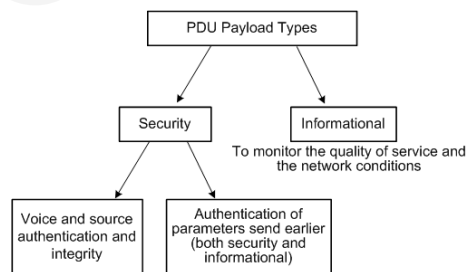 PDU Payload Types
Security
Informational
To monitor the quality of service and
the network conditions
Voice and source
authentication and
integrity
Authentication of
parameters send earlier
(both security and
informational)